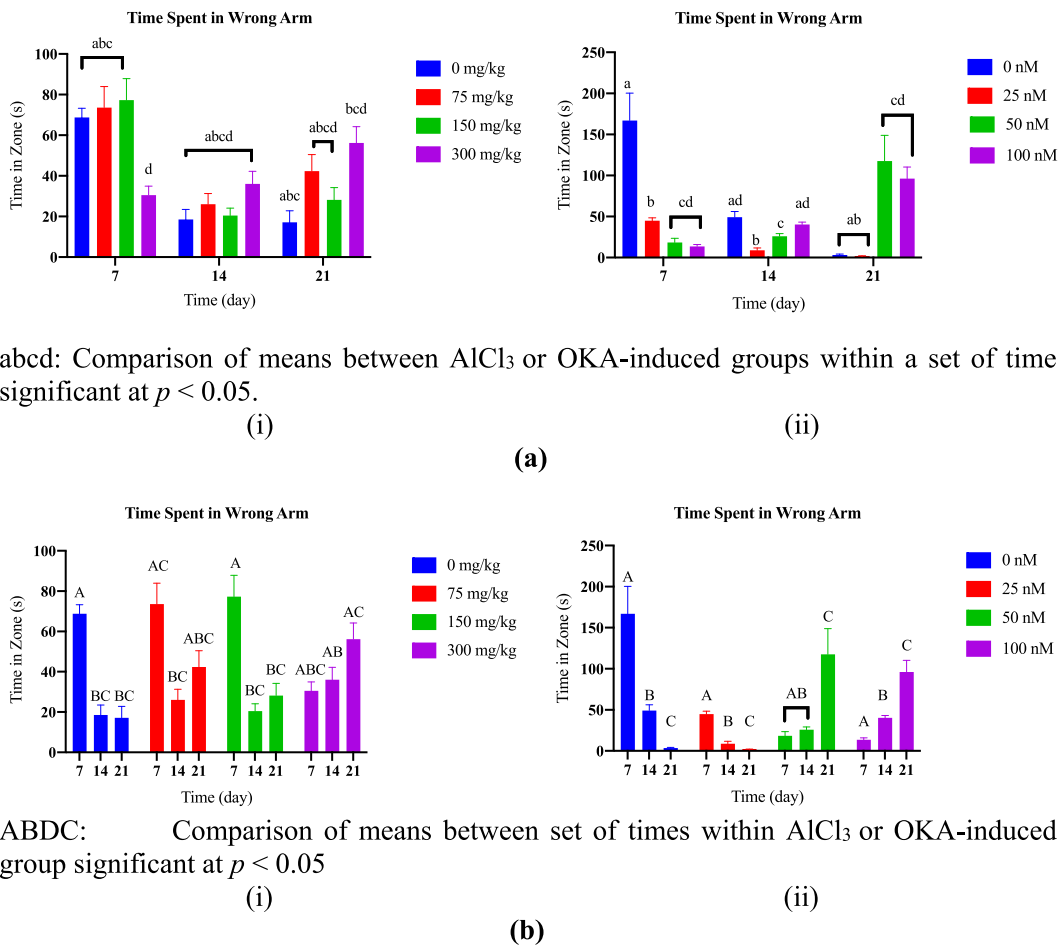 Time Spent in Wrong Arm
Time in Zone (s)
100
80
60
40
20
0
abc
d
abcd
abc
abcd
bcd
7
14
21
Time (day)
0 mg/kg
75 mg/kg
150 mg/kg
300 mg/kg
Time Spent in Wrong Arm
Time in Zone (s)
250
200
150
100
50
0
a
b
cd
ad
b
c
ad
ab
cd
7
14
21
Time (day)
0 nM
25 nM
50 nM
100 nM
abcd: Comparison of means between AlCl₃ or OKA-induced groups within a set of time
significant at p < 0.05.
(i)
(ii)
(a)
Time Spent in Wrong Arm
Time in Zone (s)
100
80
60
40
20
0
A
BC
BC
AC
BC
ABC
A
BC
BC
ABC
AB
AC
7 14 21 7 14 21 7 14 21 7 14 21
Time (day)
0 mg/kg
75 mg/kg
150 mg/kg
300 mg/kg
Time Spent in Wrong Arm
Time in Zone (s)
250
200
150
100
50
0
A
B
C
A
B
C
AB
C
A
B
C
7 14 21 7 14 21 7 14 21 7 14 21
Time (day)
0 nM
25 nM
50 nM
100 nM
ABDC: Comparison of means between set of times within AlCl₃ or OKA-induced
group significant at p < 0.05
(i)
(ii)
(b)